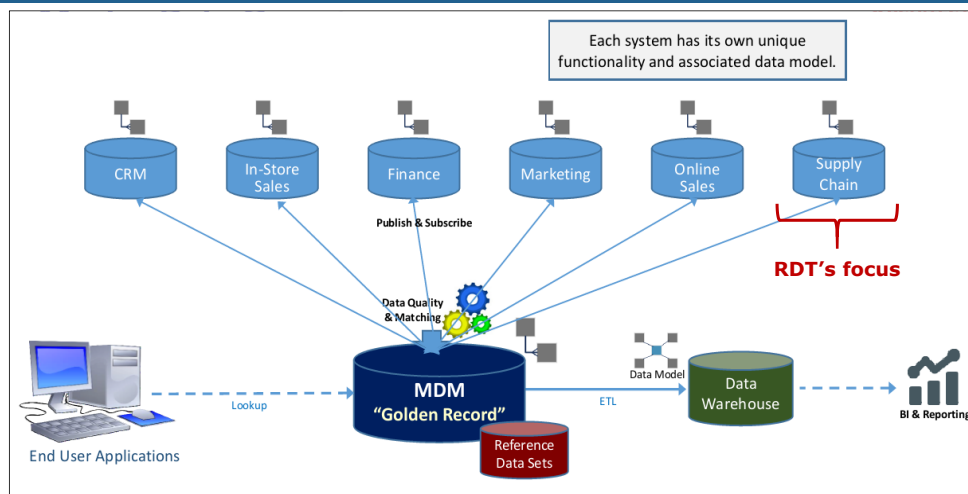 Each system has its own unique
functionality and associated data model.
CRM
In-Store
Sales
Finance
Marketing
Online
Sales
Supply
Chain
Publish & Subscribe
RDT's focus
Data Quality
& Matching
MDM
"Golden Record"
Reference
Data Sets
Lookup
End User Applications
ETL
Data Model
Data
Warehouse
BI & Reporting